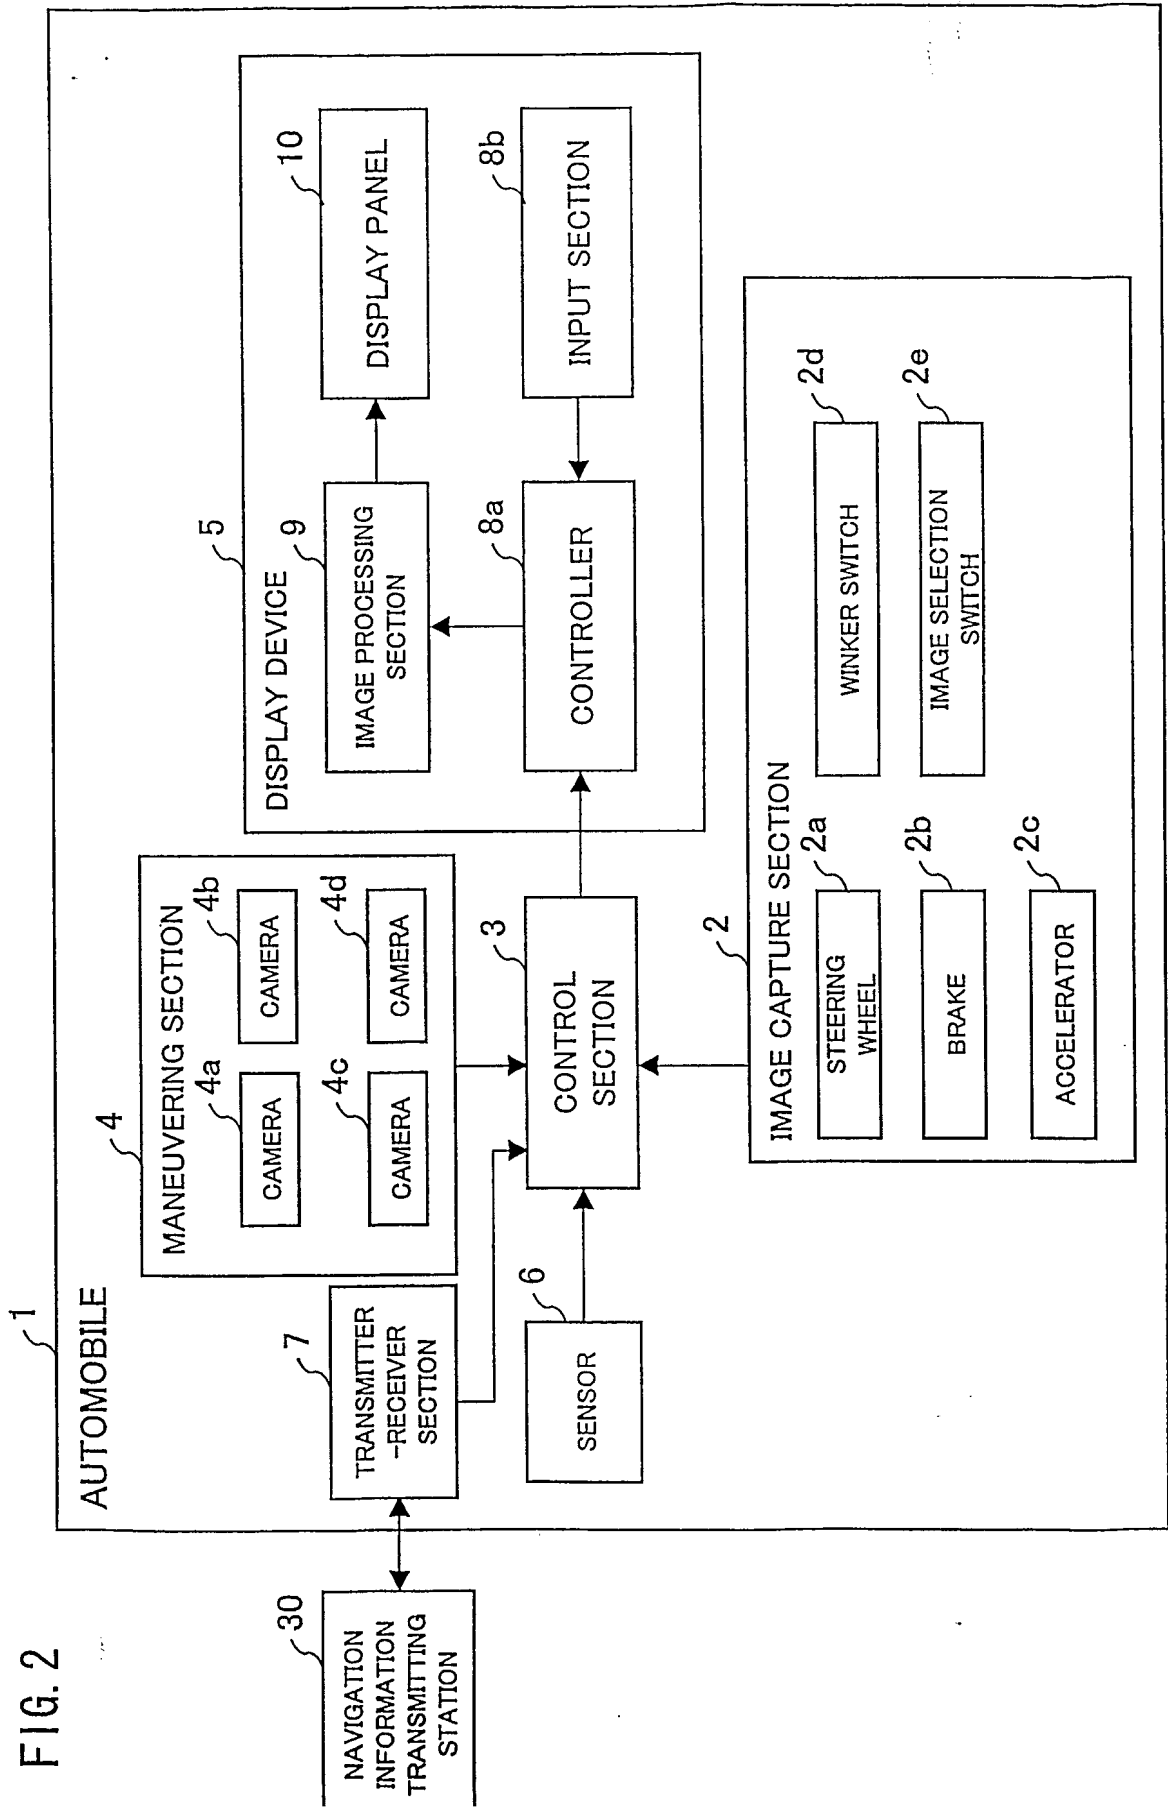 FIG. 2
1
AUTOMOBILE
30
NAVIGATION
INFORMATION
TRANSMITTING
STATION
7
TRANSMITTER
-RECEIVER
SECTION
4
MANEUVERING SECTION
4a
CAMERA
4b
CAMERA
4c
CAMERA
4d
CAMERA
6
SENSOR
3
CONTROL
SECTION
5
DISPLAY DEVICE
9
IMAGE PROCESSING
SECTION
10
DISPLAY PANEL
8a
CONTROLLER
8b
INPUT SECTION
2
IMAGE CAPTURE SECTION
2a
STEERING
WHEEL
2b
BRAKE
2c
ACCELERATOR
2d
WINKER SWITCH
2e
IMAGE SELECTION
SWITCH